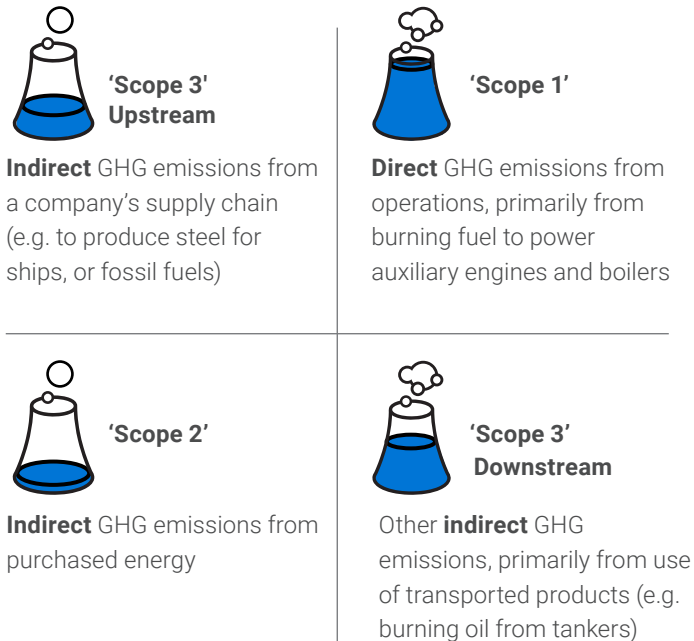 ‘Scope 3'
Upstream
Indirect GHG emissions from
a company’s supply chain
(e.g. to produce steel for
ships, or fossil fuels)
‘Scope 1’
Direct GHG emissions from
operations, primarily from
burning fuel to power
auxiliary engines and boilers
‘Scope 2’
Indirect GHG emissions from
purchased energy
‘Scope 3’
Downstream
Other indirect GHG
emissions, primarily from use
of transported products (e.g.
burning oil from tankers)